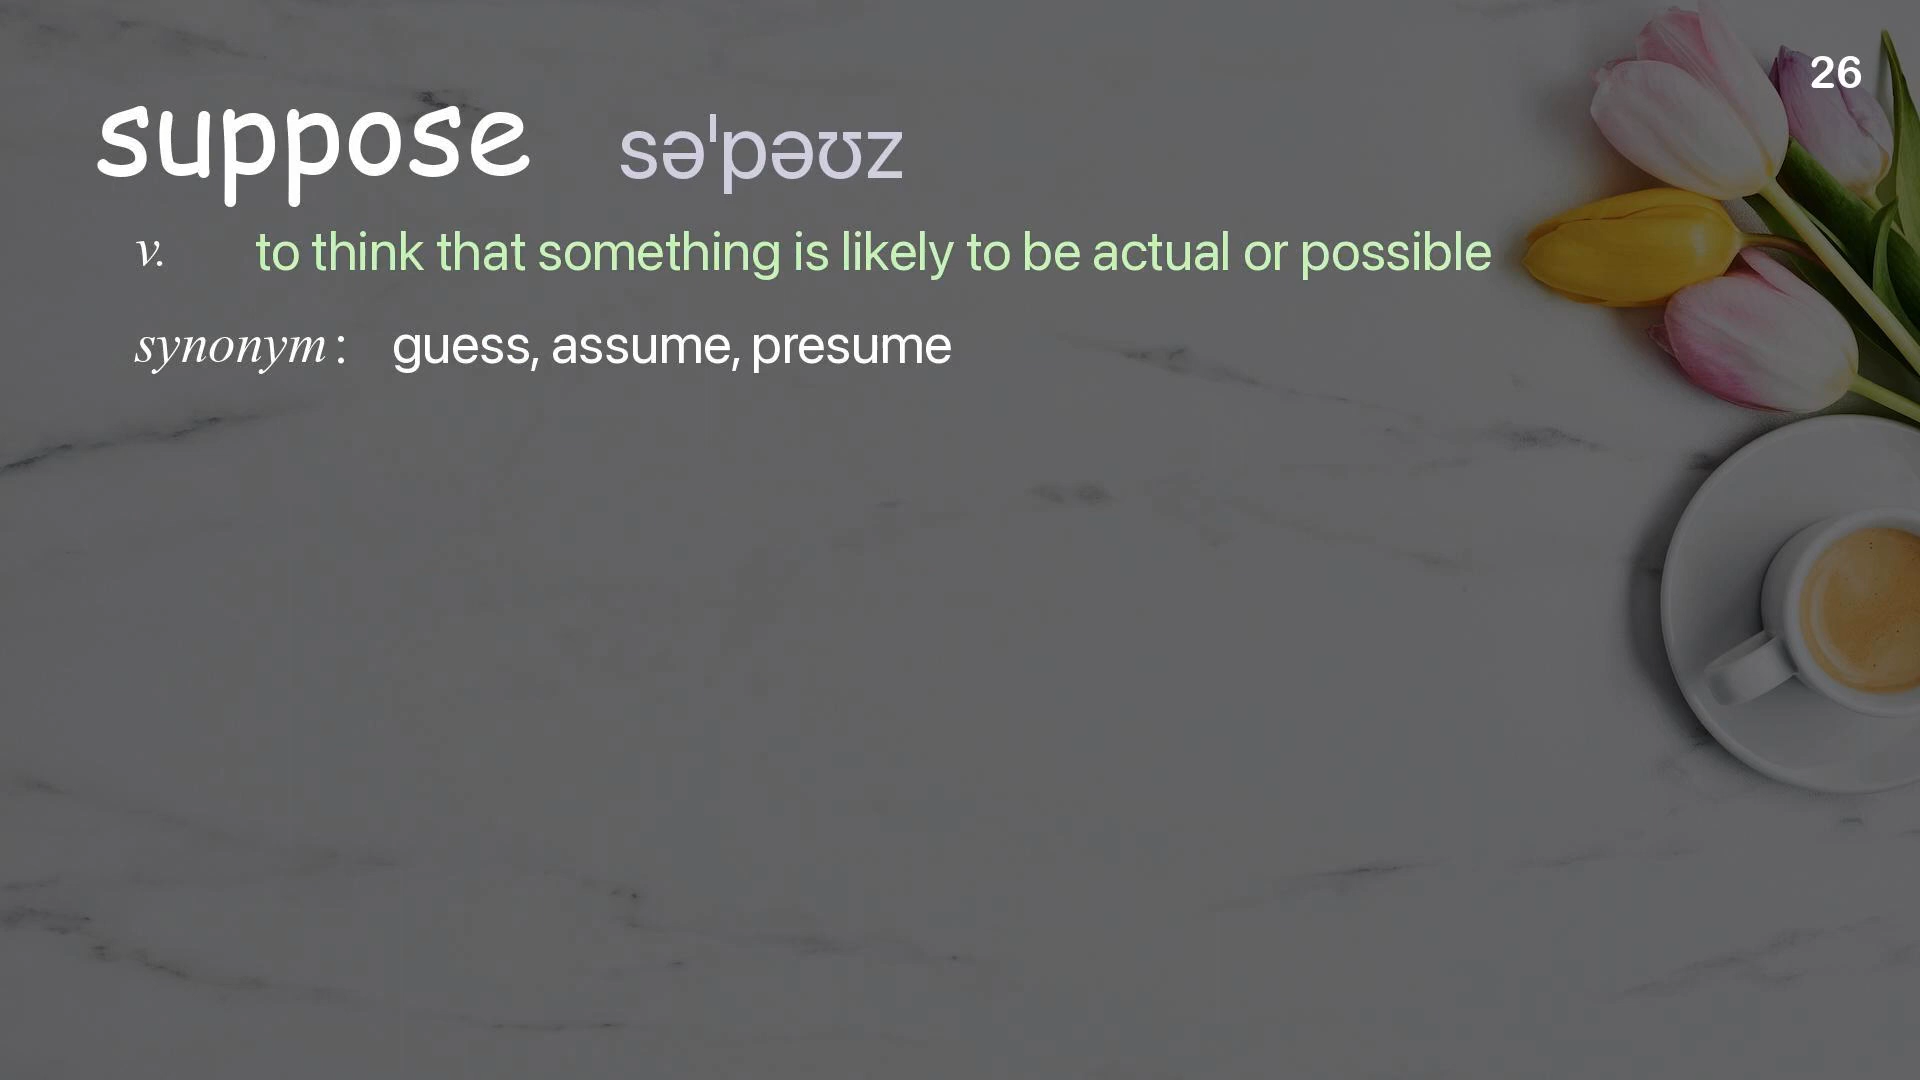 26
suppose səˈpəʊz
v. to think that something is likely to be actual or possible
synonym : guess, assume, presume